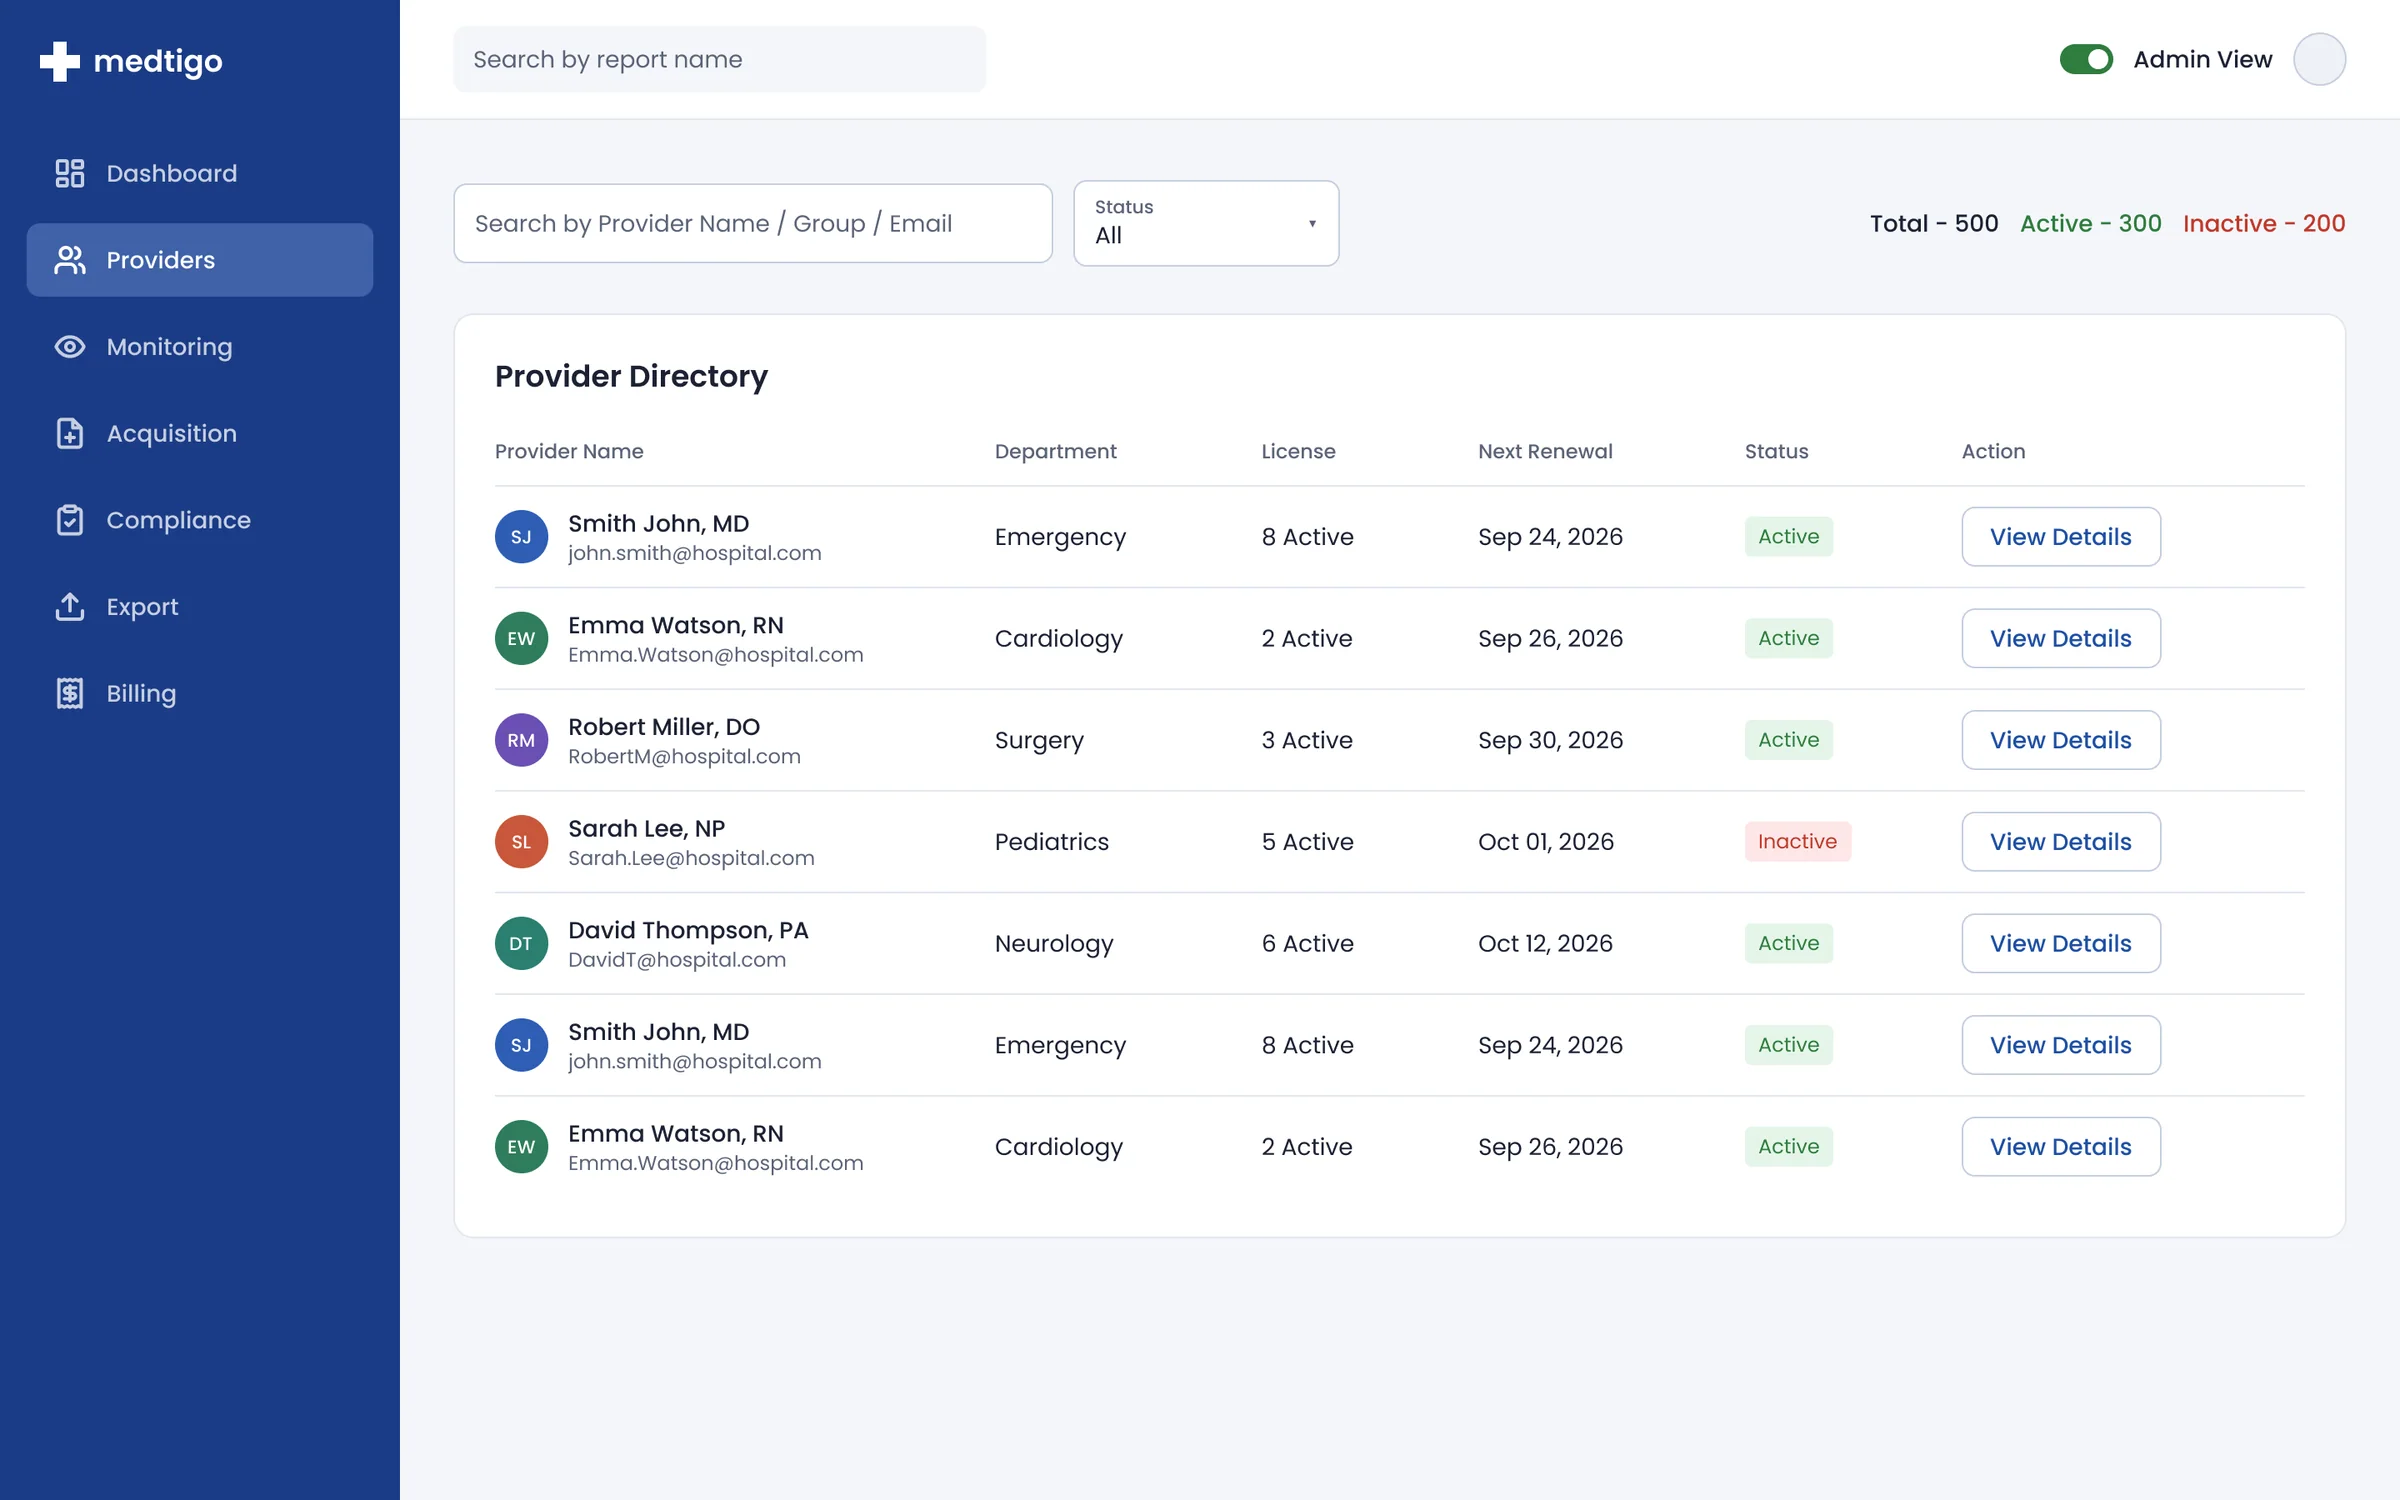 medtigo
Search by report name
Admin View
Dashboard
Providers
Monitoring
Acquisition
Compliance
Export
Billing
Search by Provider Name / Group / Email
Status
All
Total - 500 Active - 300 Inactive - 200
Provider Directory
Provider Name Department License Next Renewal Status Action
SJ Smith John, MD
john.smith@hospital.com
Emergency 8 Active Sep 24, 2026 Active View Details
EW Emma Watson, RN
Emma.Watson@hospital.com
Cardiology 2 Active Sep 26, 2026 Active View Details
RM Robert Miller, DO
RobertM@hospital.com
Surgery 3 Active Sep 30, 2026 Active View Details
SL Sarah Lee, NP
Sarah.Lee@hospital.com
Pediatrics 5 Active Oct 01, 2026 Inactive View Details
DT David Thompson, PA
DavidT@hospital.com
Neurology 6 Active Oct 12, 2026 Active View Details
SJ Smith John, MD
john.smith@hospital.com
Emergency 8 Active Sep 24, 2026 Active View Details
EW Emma Watson, RN
Emma.Watson@hospital.com
Cardiology 2 Active Sep 26, 2026 Active View Details